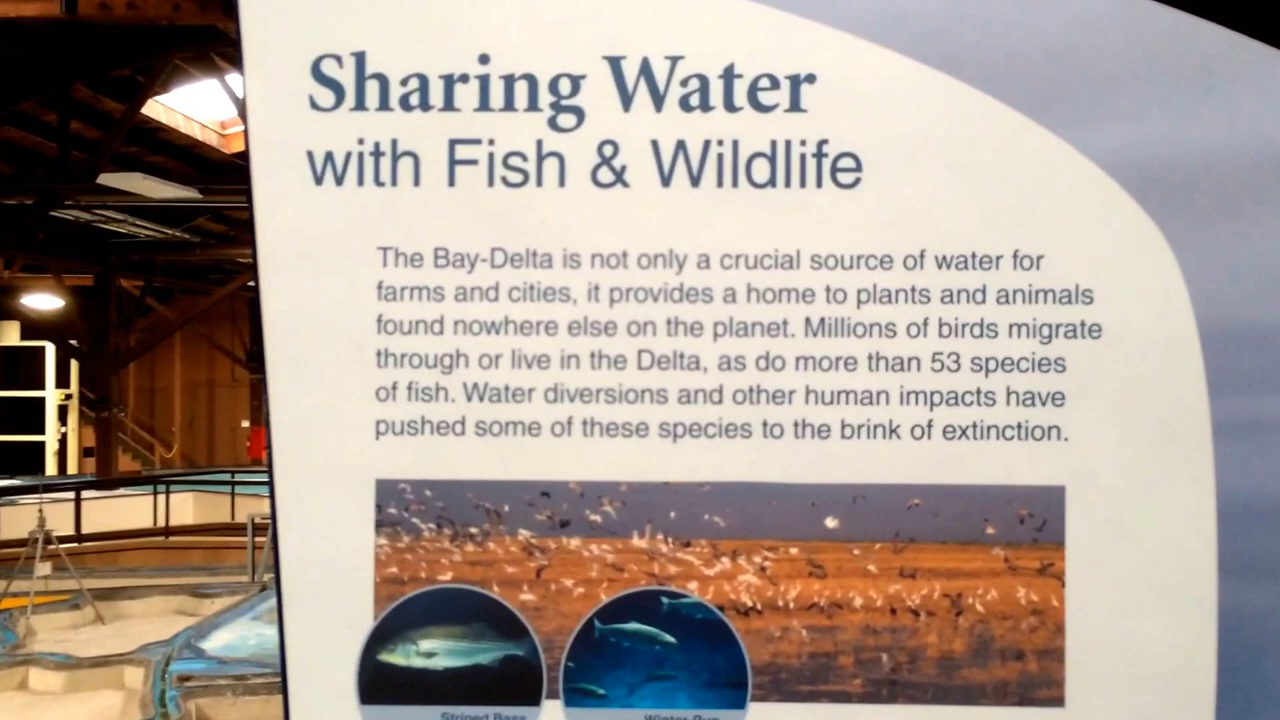 Sharing Water
with Fish & Wildlife
The Bay-Delta is not only a crucial source of water for
farms and cities, it provides a home to plants and animals
found nowhere else on the planet. Millions of birds migrate
through or live in the Delta, as do more than 53 species
of fish. Water diversions and other human impacts have
pushed some of these species to the brink of extinction.
Striped Bass
Winter Run